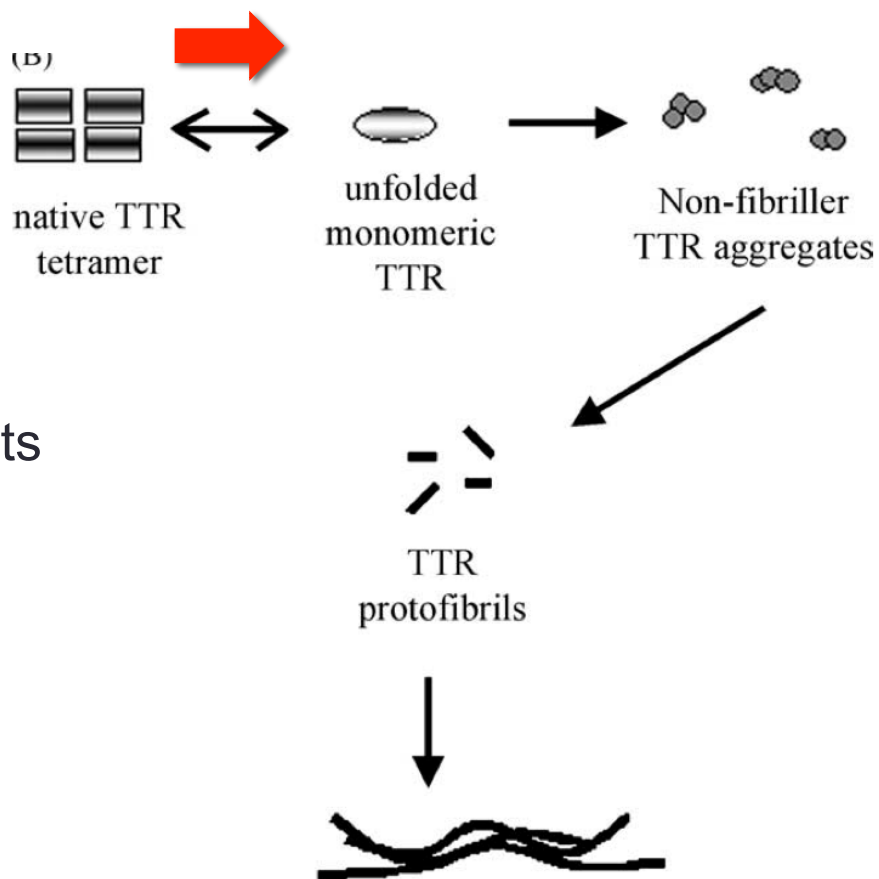 (B)
native TTR
tetramer
unfolded
monomeric
TTR
Non-fibriller
TTR aggregates
ts
TTR
protofibrils